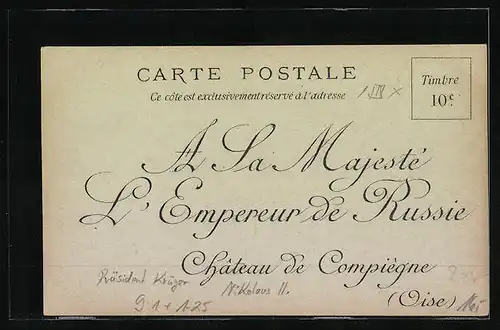 CARTE POSTALE
Ce côté est exclusivement réservé à l'adresse
Timbre
10c.
A Sa Majesté
L'Empereur de Russie
Château de Compiègne
(Oise)
Präsident Krüger
Nikolaus II.